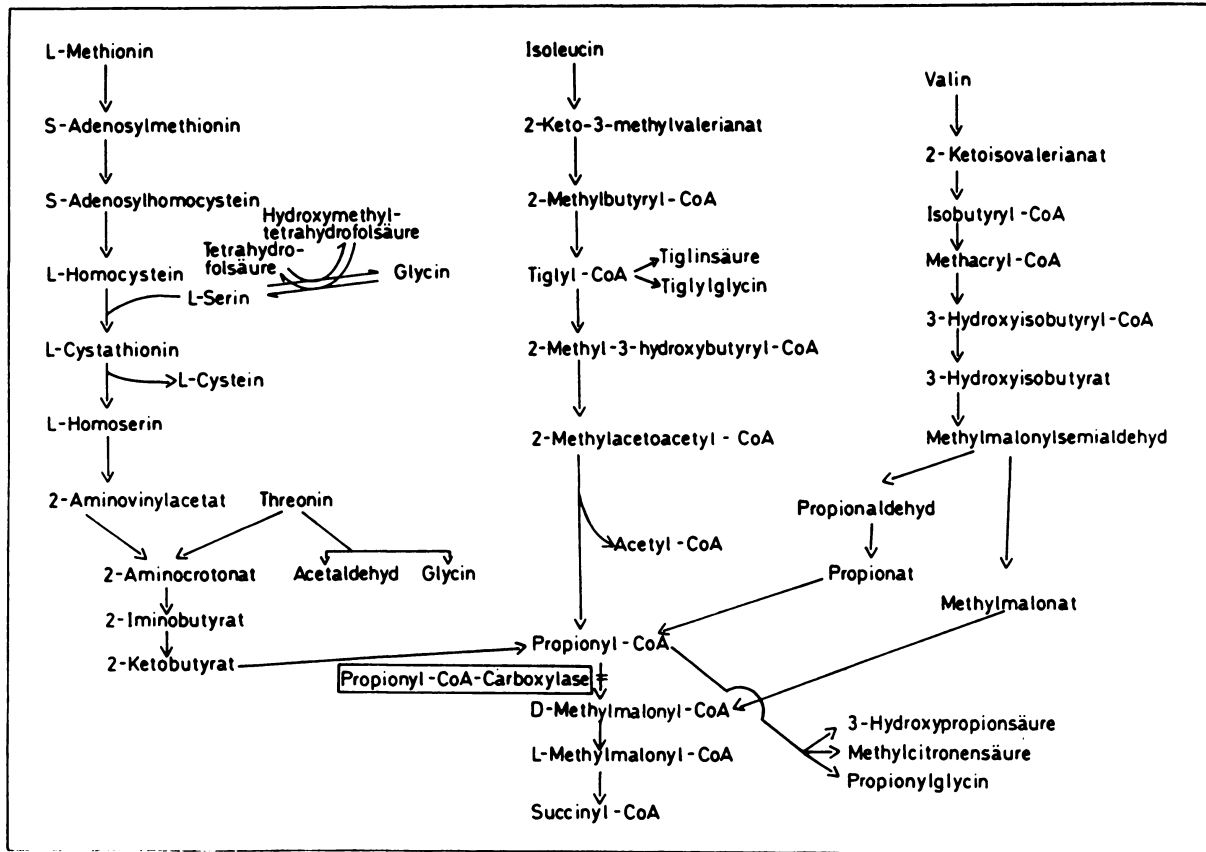 L-Methionin
S-Adenosylmethionin
S-Adenosylhomocystein
Hydroxymethyl-
tetrahydrofolsäure
Tetrahydro-
folsäure
L-Homocystein
L-Serin
Glycin
L-Cystathionin
L-Cystein
L-Homoserin
2-Aminovinylacetat
Threonin
2-Aminocrotonat
Acetaldehyd
Glycin
2-Iminobutyrat
2-Ketobutyrat
Isoleucin
2-Keto-3-methylvalerianat
2-Methylbutyryl-CoA
Tiglyl-CoA
Tiglinsäure
Tiglylglycin
2-Methyl-3-hydroxybutyryl-CoA
2-Methylacetoacetyl-CoA
Acetyl-CoA
Propionyl-CoA
Propionyl-CoA-Carboxylase
D-Methylmalonyl-CoA
L-Methylmalonyl-CoA
Succinyl-CoA
Valin
2-Ketoisovalerianat
Isobutyryl-CoA
Methacryl-CoA
3-Hydroxyisobutyryl-CoA
3-Hydroxyisobutyrat
Methylmalonylsemialdehyd
Propionaldehyd
Propionat
Methylmalonat
3-Hydroxypropionsäure
Methylcitronensäure
Propionylglycin